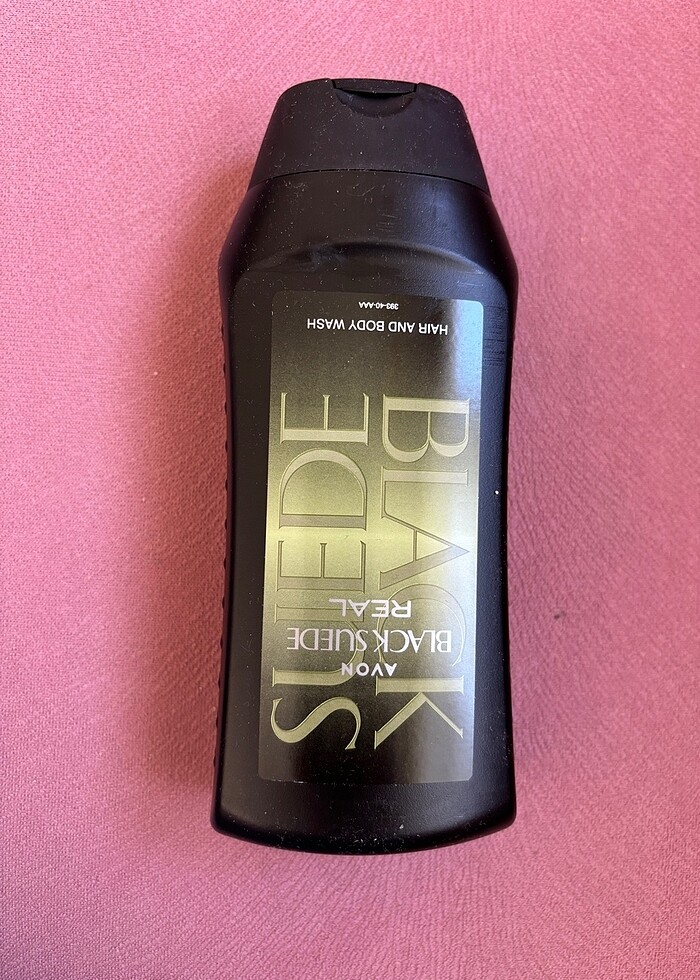 AVON
BLACK SUEDE
REAL
BLACK
SUEDE
HAIR AND BODY WASH
393-40-AAA